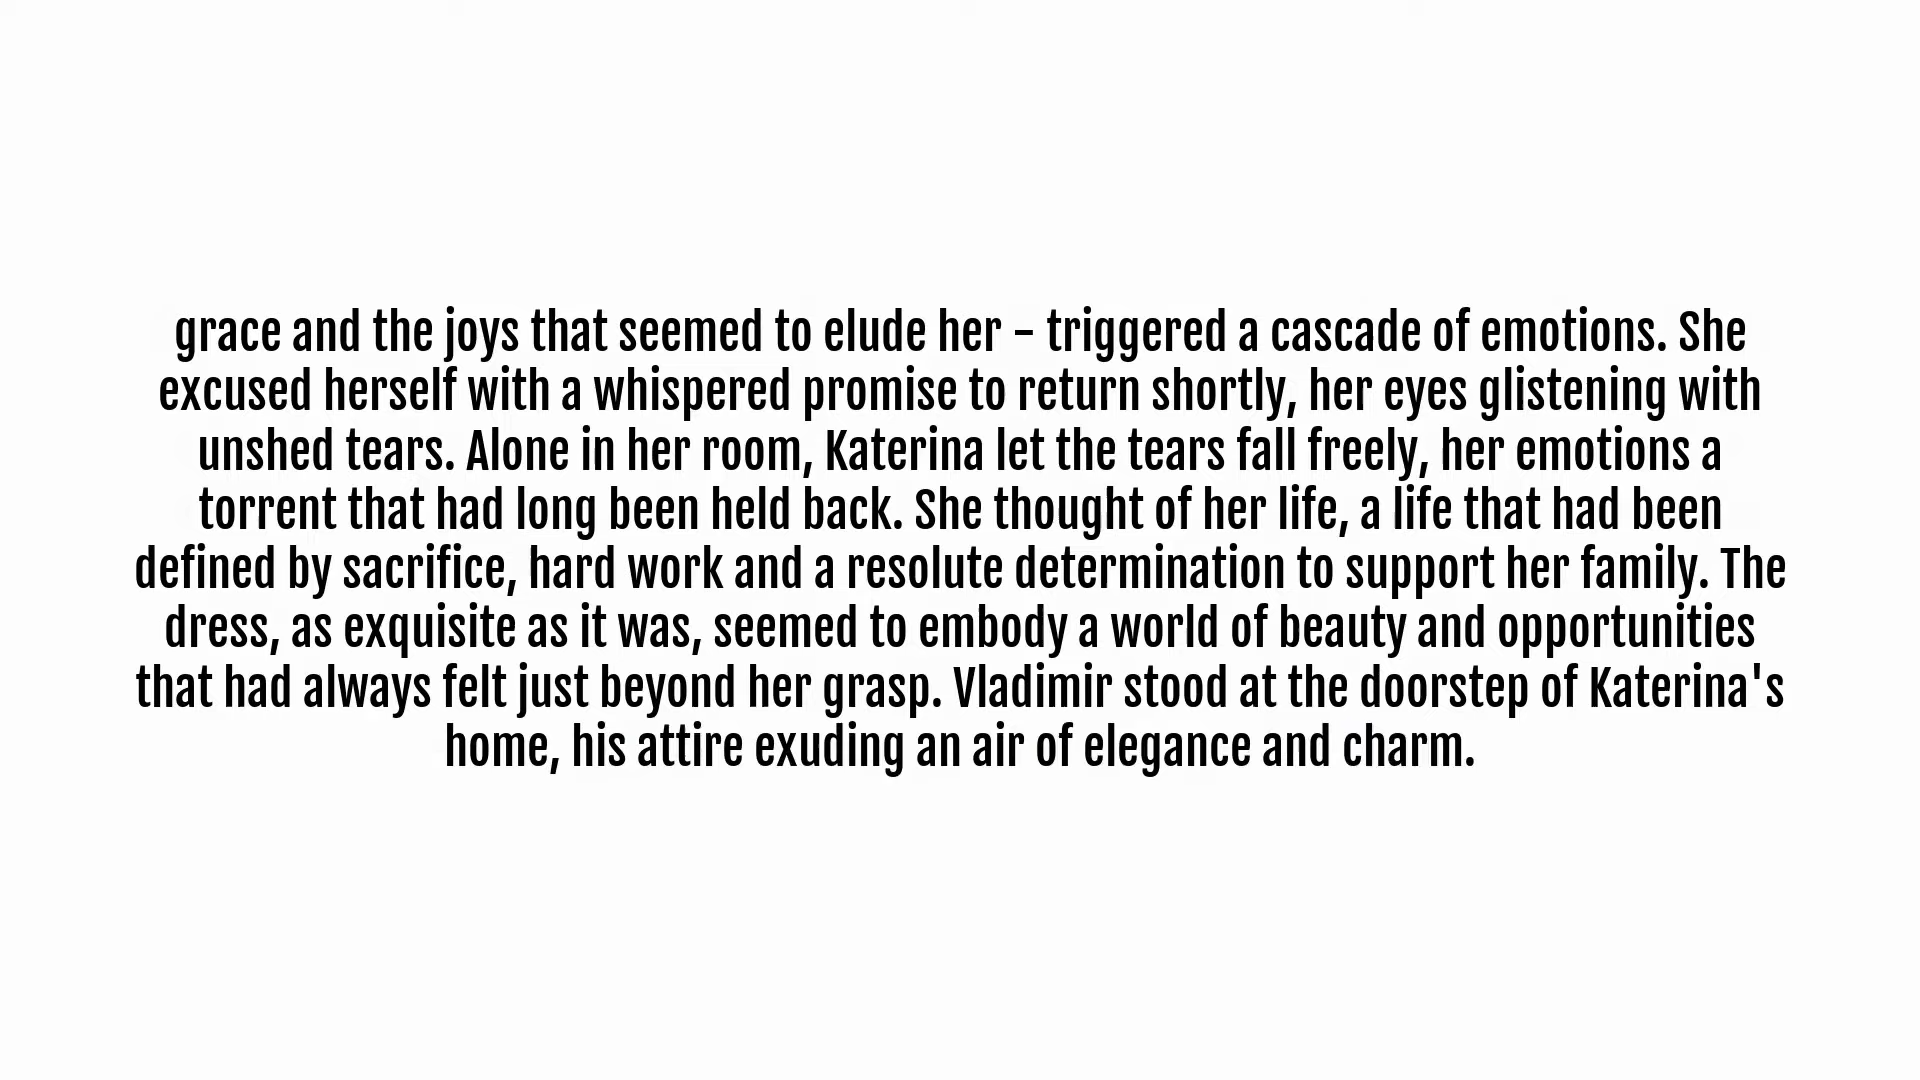 grace and the joys that seemed to elude her - triggered a cascade of emotions. She
excused herself with a whispered promise to return shortly, her eyes glistening with
unshed tears. Alone in her room, Katerina let the tears fall freely, her emotions a
torrent that had long been held back. She thought of her life, a life that had been
defined by sacrifice, hard work and a resolute determination to support her family. The
dress, as exquisite as it was, seemed to embody a world of beauty and opportunities
that had always felt just beyond her grasp. Vladimir stood at the doorstep of Katerina's
home, his attire exuding an air of elegance and charm.